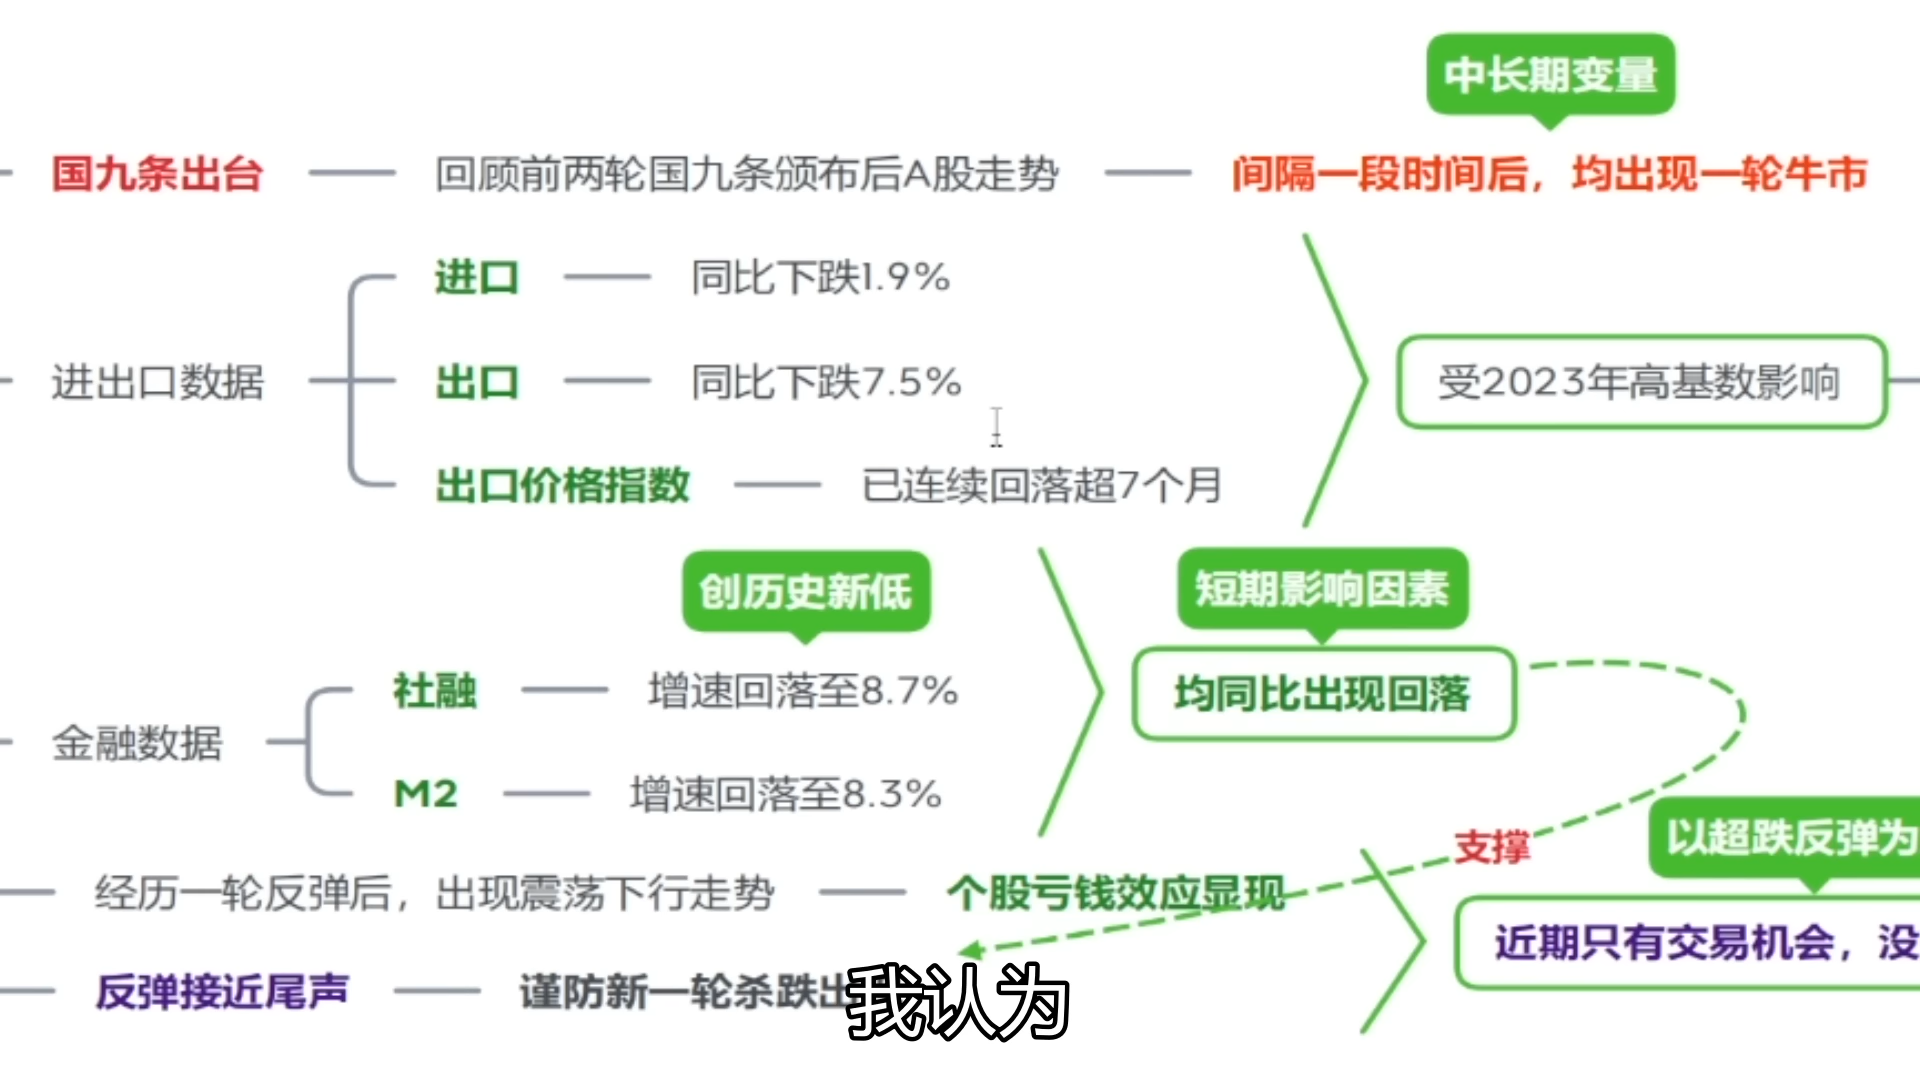 中长期变量
国九条出台
回顾前两轮国九条颁布后A股走势
间隔一段时间后，均出现一轮牛市
进口
同比下跌1.9%
进出口数据
出口
同比下跌7.5%
受2023年高基数影响
出口价格指数
已连续回落超7个月
创历史新低
短期影响因素
社融
增速回落至8.7%
均同比出现回落
金融数据
M2
增速回落至8.3%
支撑
以超跌反弹为
经历一轮反弹后，出现震荡下行走势
个股亏钱效应显现
近期只有交易机会，没
反弹接近尾声
谨防新一轮杀跌出
我认为